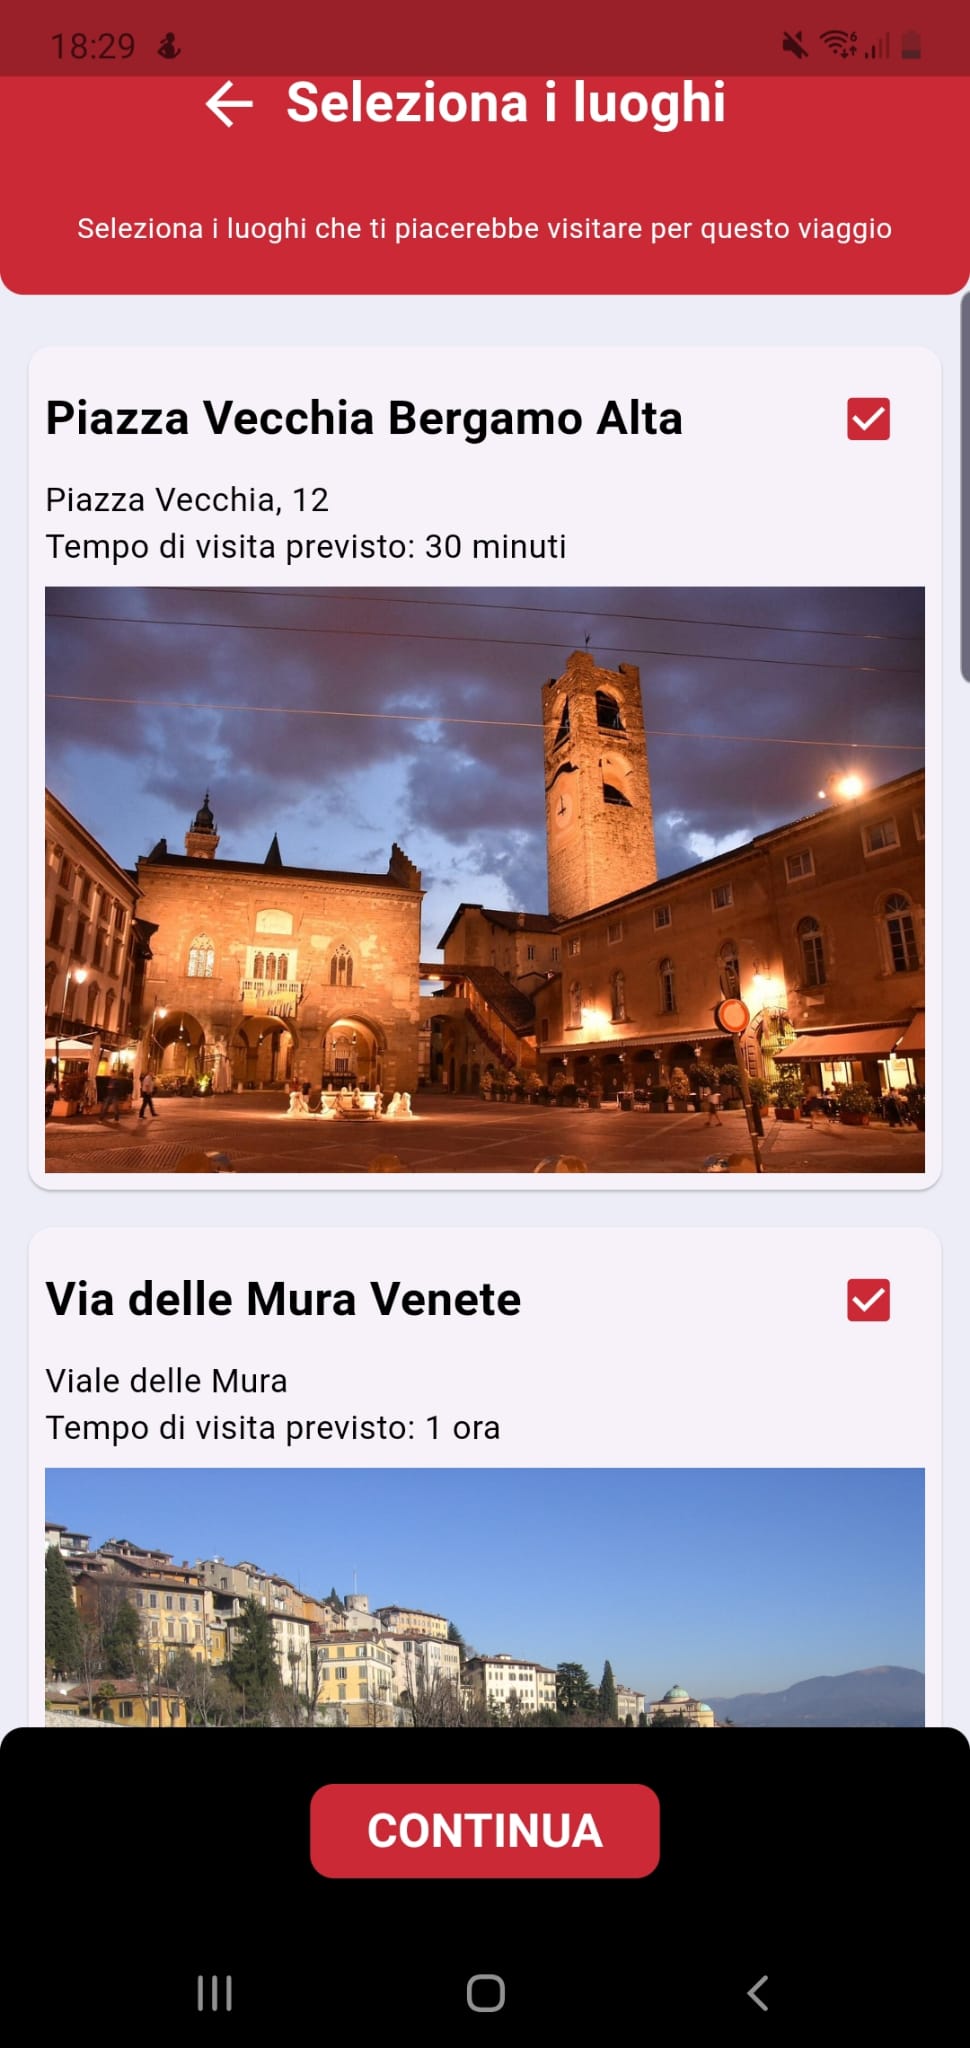 18:29
Seleziona i luoghi
Seleziona i luoghi che ti piacerebbe visitare per questo viaggio
Piazza Vecchia Bergamo Alta
Piazza Vecchia, 12
Tempo di visita previsto: 30 minuti
Via delle Mura Venete
Viale delle Mura
Tempo di visita previsto: 1 ora
CONTINUA